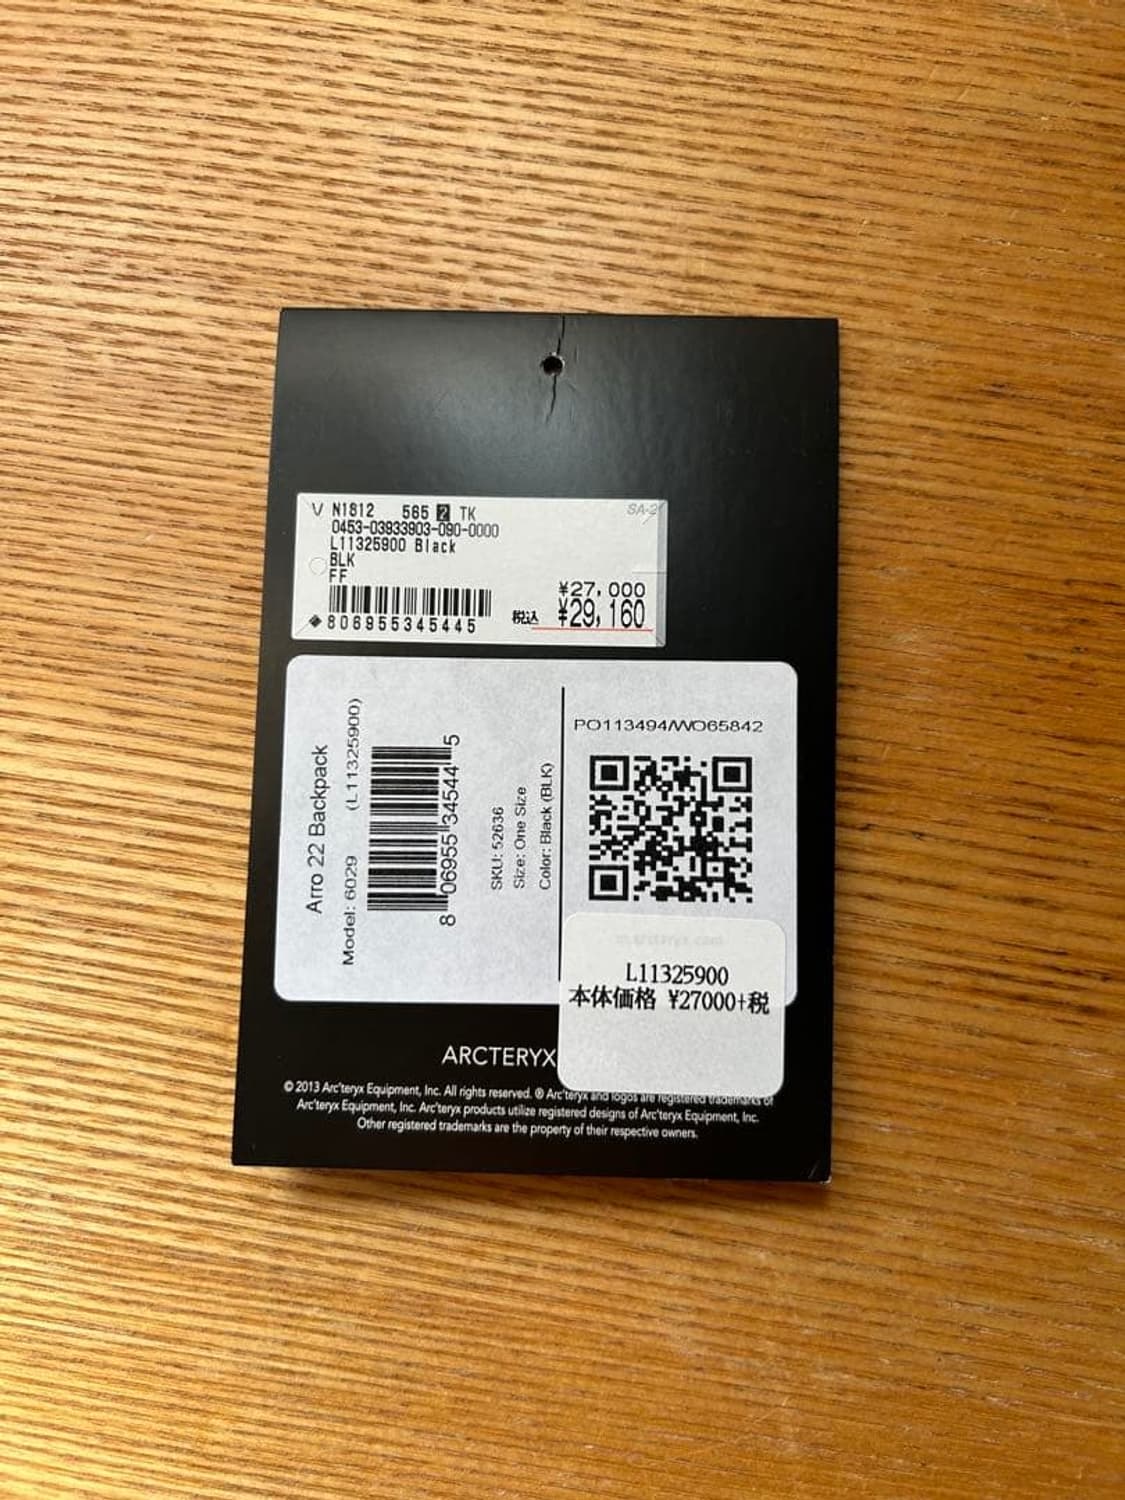 V N1812 565 2 TK
SA-2
0453-03933903-090-0000
L11325900 Black
BLK
FF
¥27,000
税込 ¥29,160
806955345445
Arro 22 Backpack
Model: 6029 (L11325900)
8 06955 34544 5
SKU: 52636
Size: One Size
Color: Black (BLK)
PO113494/WO65842
m.arcteryx.com
L11325900
本体価格 ¥27000+税
ARCTERYX
© 2013 Arc'teryx Equipment, Inc. All rights reserved. ® Arc'teryx and logos are registered trademarks of
Arc'teryx Equipment, Inc. Arc'teryx products utilize registered designs of Arc'teryx Equipment, Inc.
Other registered trademarks are the property of their respective owners.